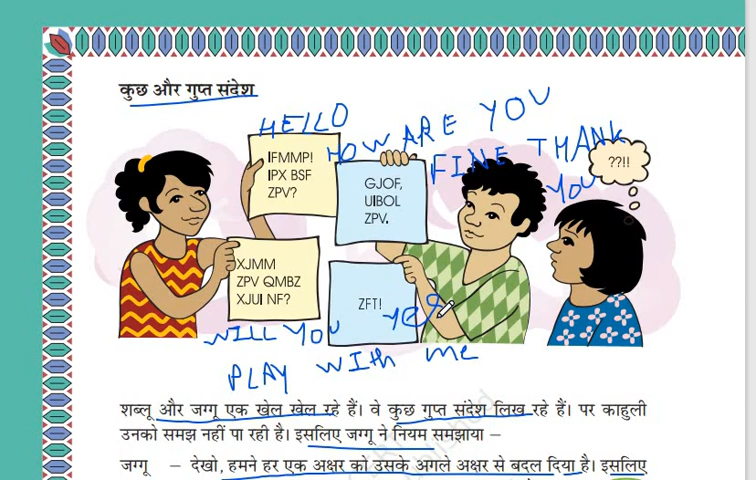 कुछ और गुप्त संदेश
HELLO
HOW ARE YOU
FINE THANK
YOU
IFMMP!
IPX BSF
ZPV?
GJOF,
UIBOL
ZPV.
??!!
XJMM
ZPV QMBZ
XJUI NF?
ZFT!
YES
WILL YOU
PLAY With me
शब्लू और जग्गू एक खेल खेल रहे हैं। वे कुछ गुप्त संदेश लिख रहे हैं। पर काहुली
उनको समझ नहीं पा रही है। इसलिए जग्गू ने नियम समझाया –
जग्गू – देखो, हमने हर एक अक्षर को उसके अगले अक्षर से बदल दिया है। इसलिए